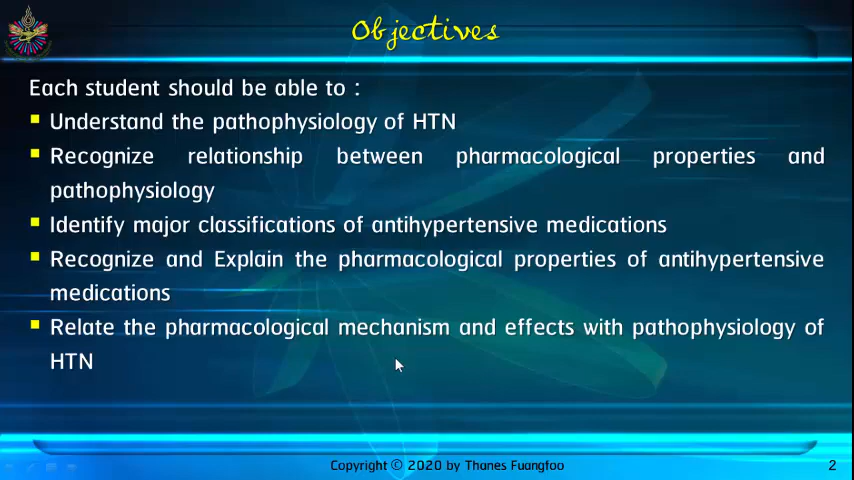 Objectives
Each student should be able to :
Understand the pathophysiology of HTN
Recognize relationship between pharmacological properties and
pathophysiology
Identify major classifications of antihypertensive medications
Recognize and Explain the pharmacological properties of antihypertensive
medications
Relate the pharmacological mechanism and effects with pathophysiology of
HTN
Copyright © 2020 by Thanes Fuangfoo
2